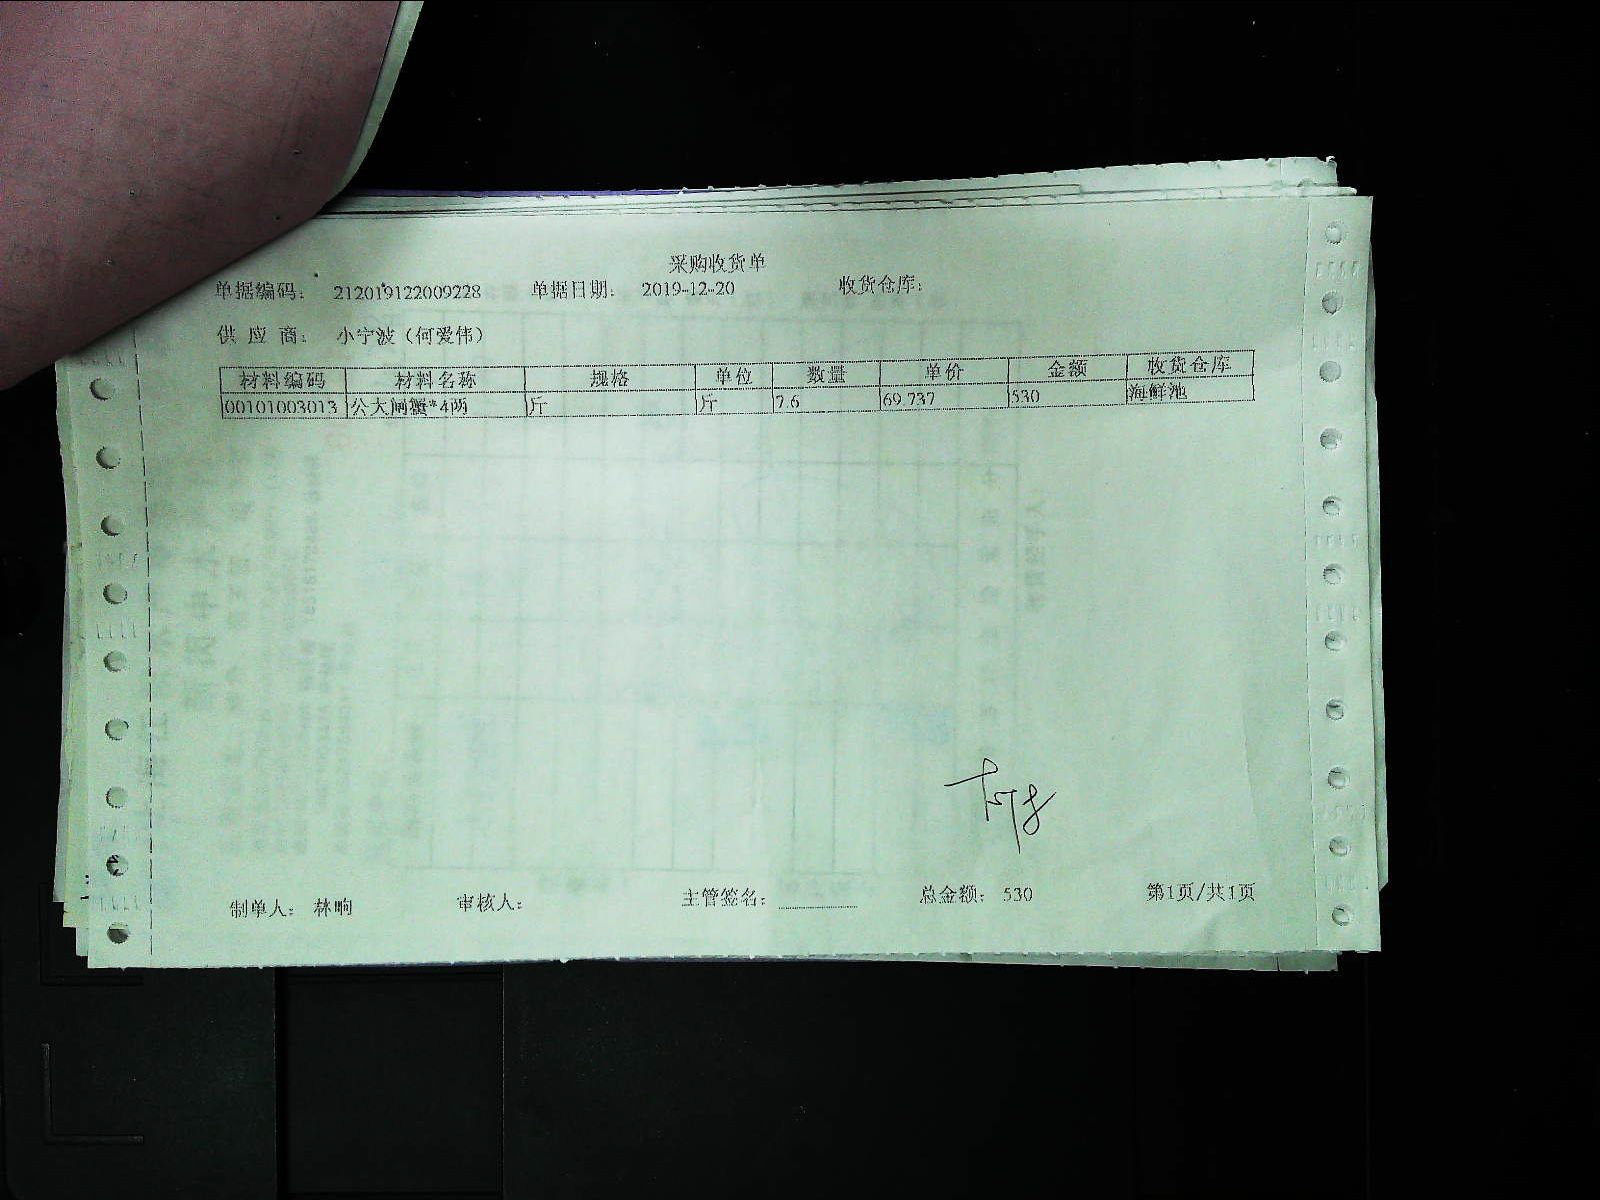 采购收货单
单据编码： 212019122009228 单据日期： 2019-12-20 收货仓库：
供 应 商： 小宁波（何爱伟）
材料编码 材料名称 规格 单位 数量 单价 金额 收货仓库
00101003013 公大闸蟹*4两 斤 斤 7.6 69.737 530 海鲜池
制单人： 林响 审核人： 主管签名： 总金额： 530 第1页/共1页